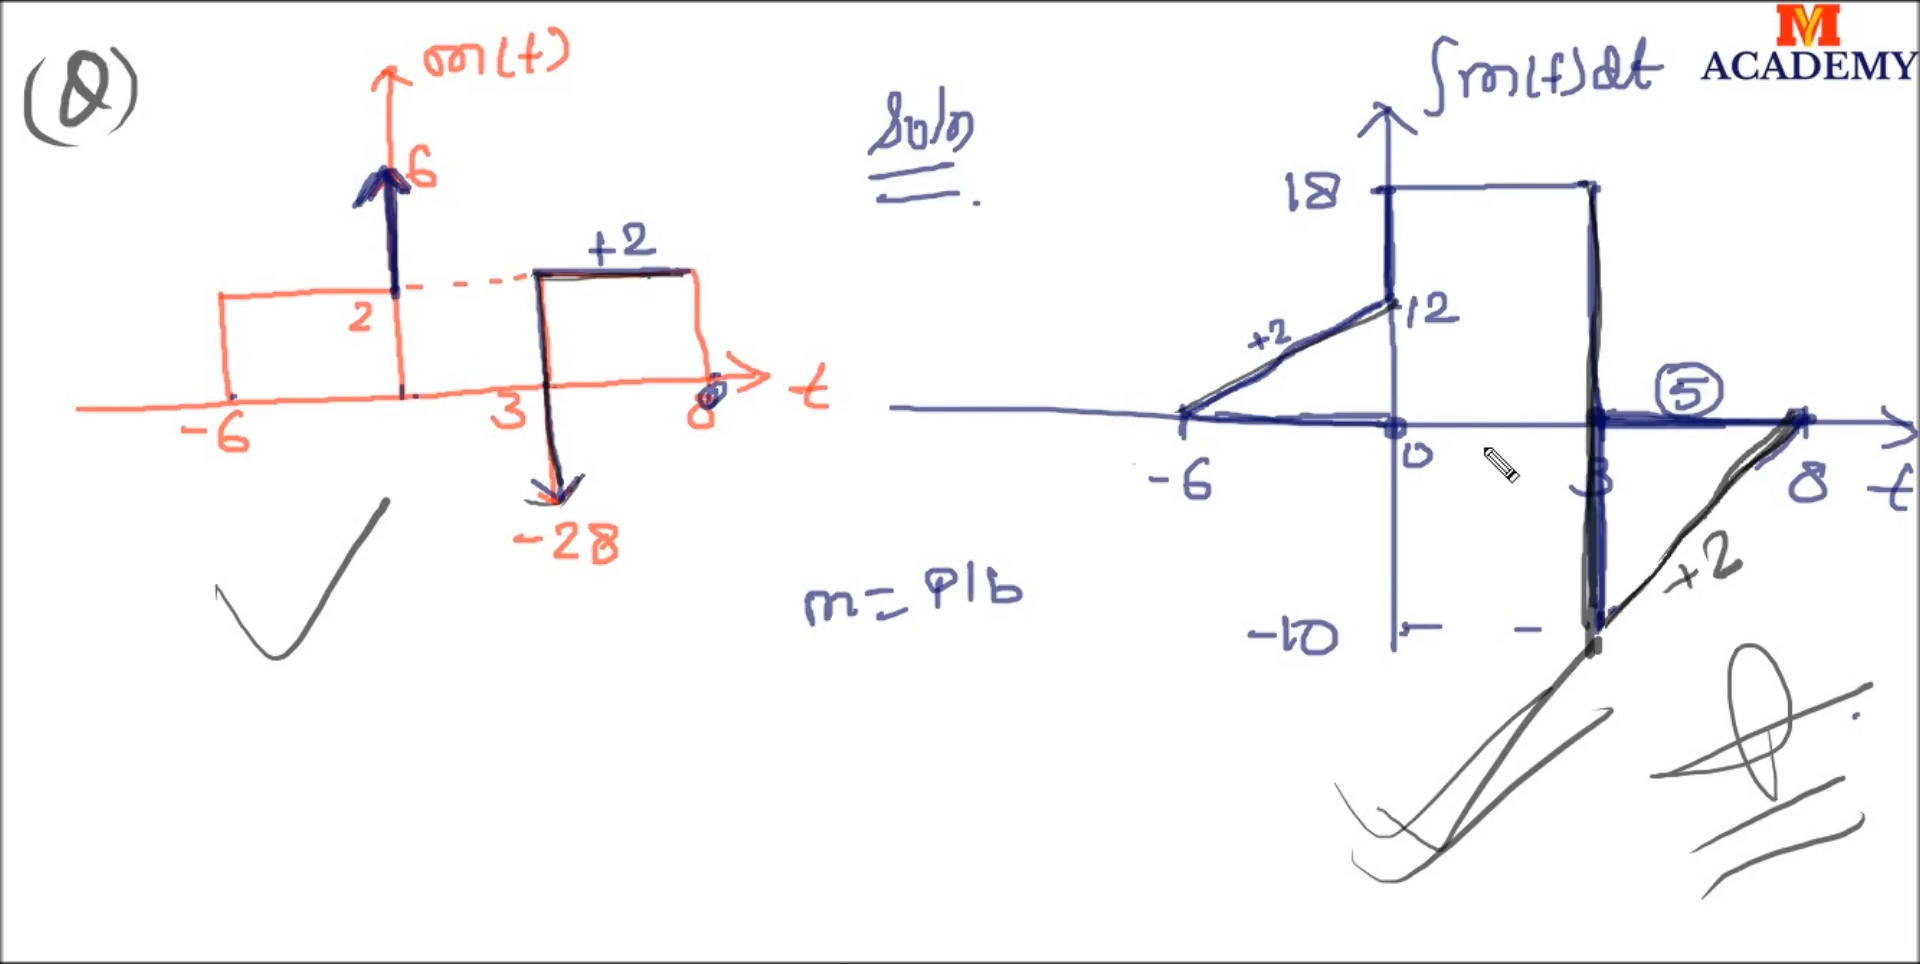 (Q)
m(t)
6
+2
2
-6
3
8
t
-28
Soln
m = P/b
∫m(t)dt
M
ACADEMY
18
12
+2
5
-6
0
3
8
t
+2
-10